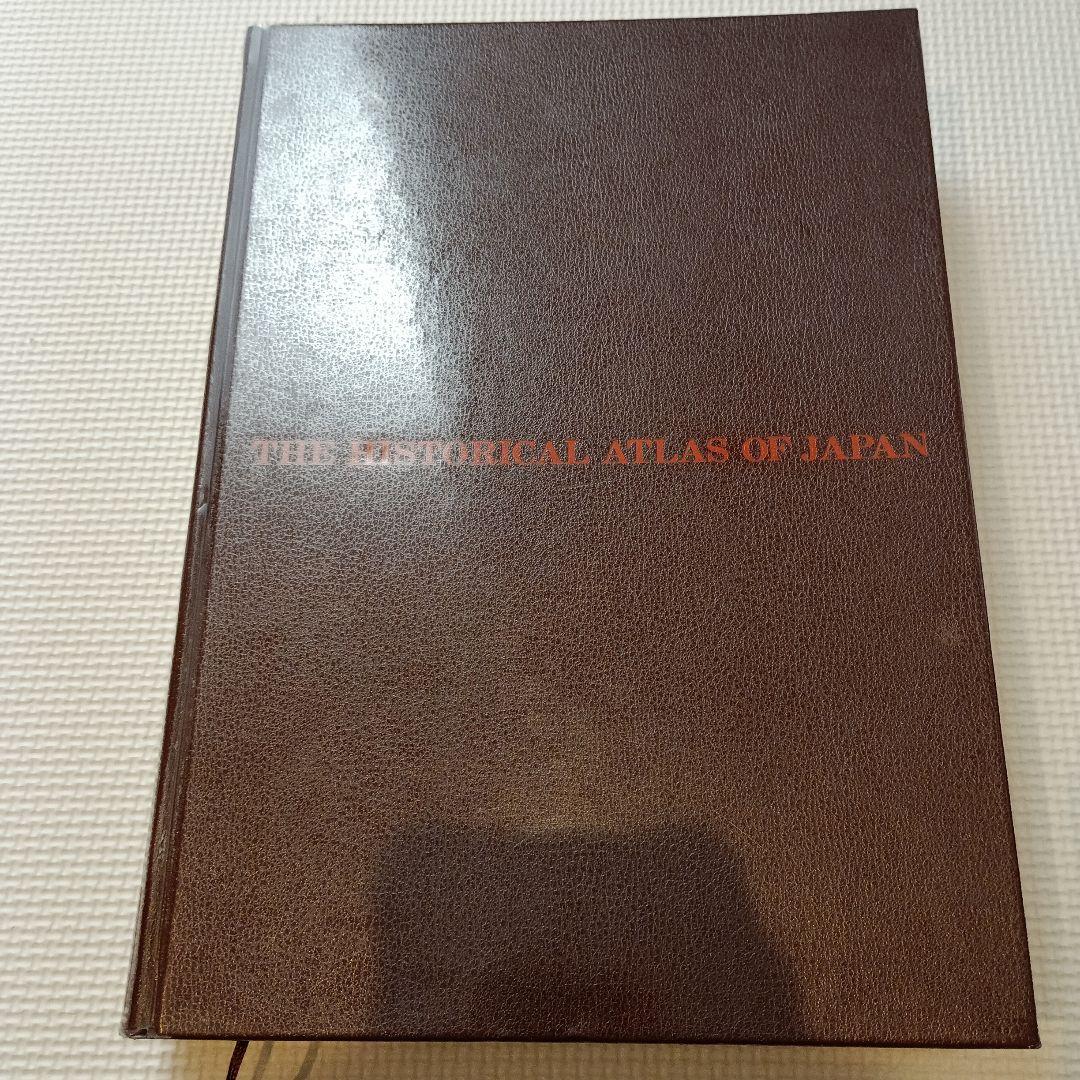 THE HISTORICAL ATLAS OF JAPAN